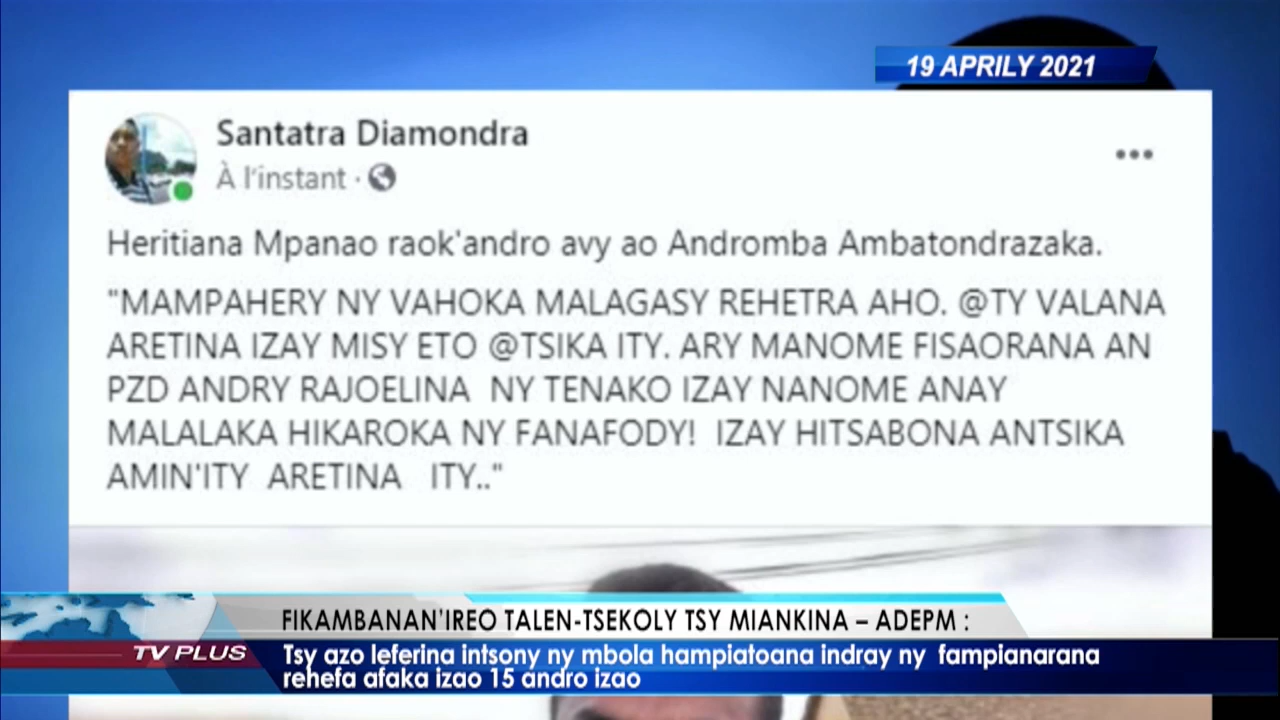 19 APRILY 2021
Santatra Diamondra
À l'instant ·
Heritiana Mpanao raok'andro avy ao Andromba Ambatondrazaka.
"MAMPAHERY NY VAHOKA MALAGASY REHETRA AHO. @TY VALANA
ARETINA IZAY MISY ETO @TSIKA ITY. ARY MANOME FISAORANA AN
PZD ANDRY RAJOELINA NY TENAKO IZAY NANOME ANAY
MALALAKA HIKAROKA NY FANAFODY! IZAY HITSABONA ANTSIKA
AMIN'ITY ARETINA ITY.."
FIKAMBANAN'IREO TALEN-TSEKOLY TSY MIANKINA – ADEPM :
TV PLUS
Tsy azo leferina intsony ny mbola hampiatoana indray ny fampianarana
rehefa afaka izao 15 andro izao